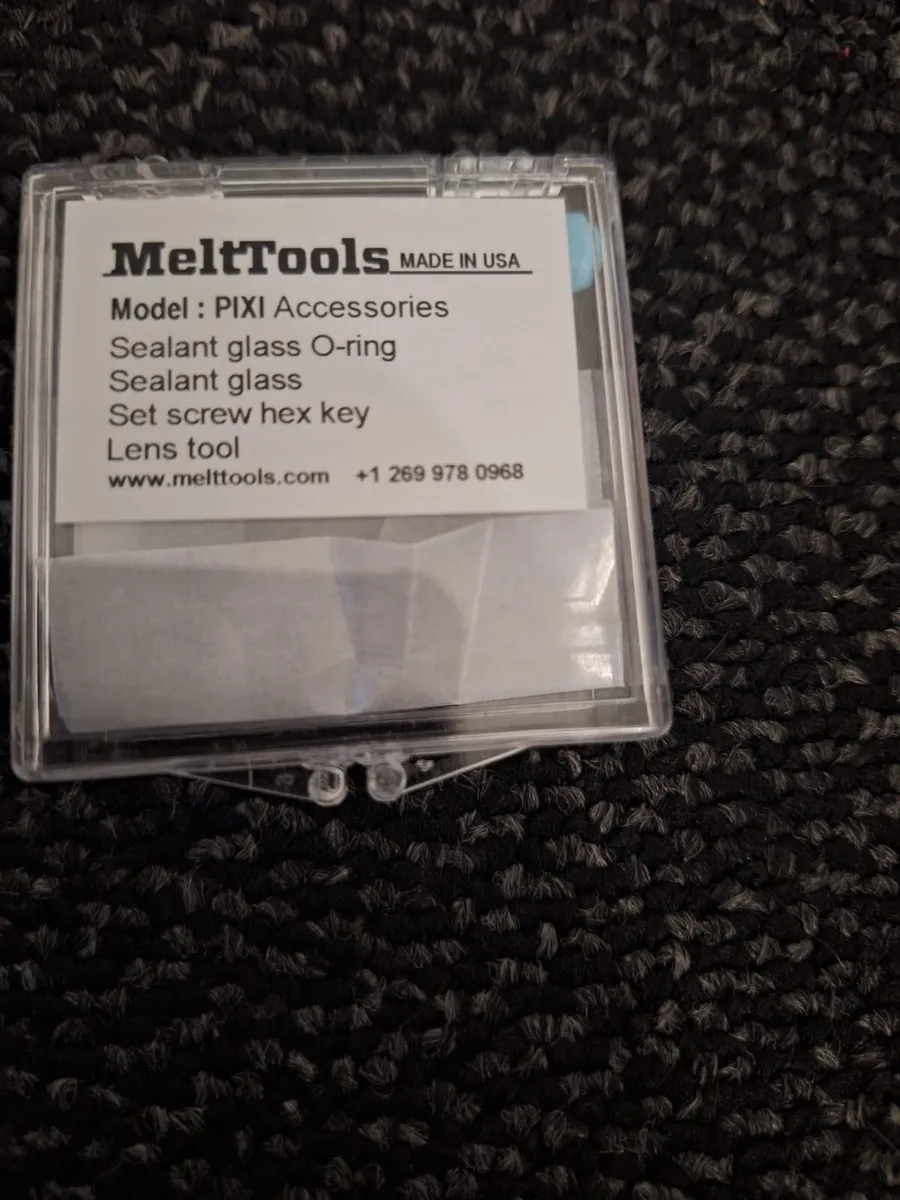 MeltTools MADE IN USA
Model : PIXI Accessories
Sealant glass O-ring
Sealant glass
Set screw hex key
Lens tool
www.melttools.com +1 269 978 0968